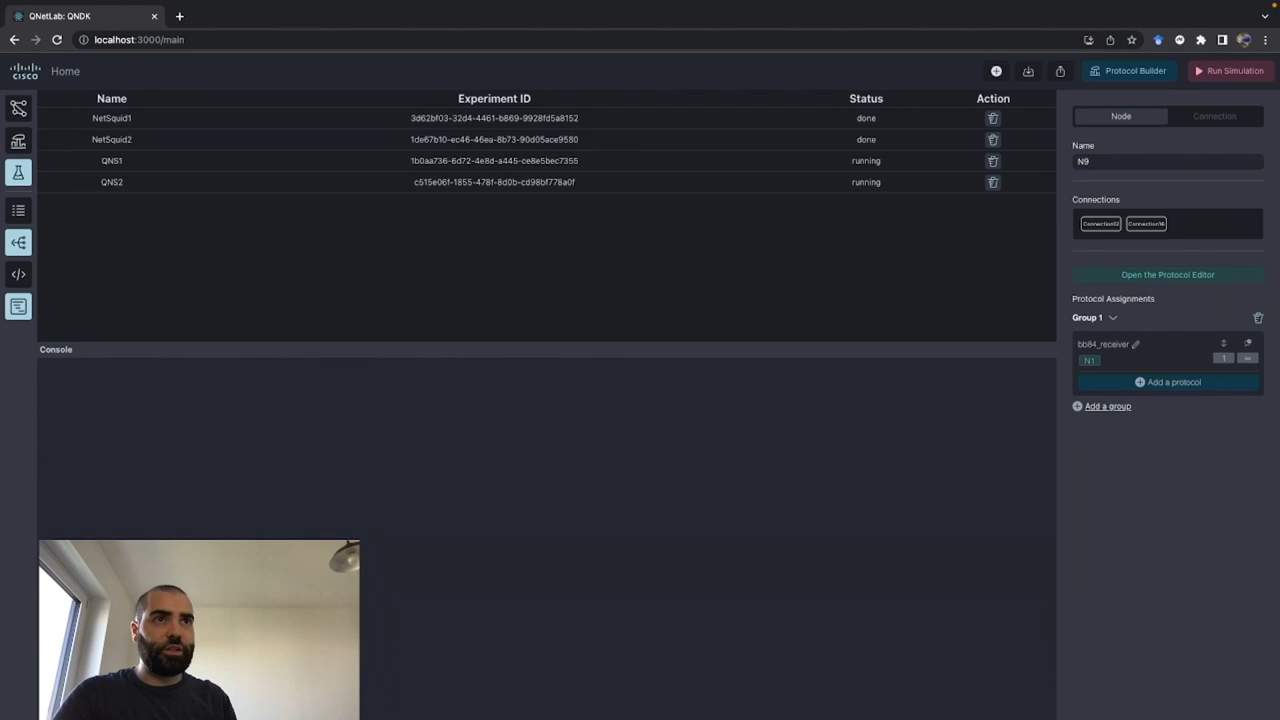 QNetLab: QNDK
localhost:3000/main
CISCO
Home
Protocol Builder
Run Simulation
Name Experiment ID Status Action
NetSquid1 3d62bf03-32d4-4461-b869-9928fd5a8152 done
NetSquid2 1de67b10-ec46-46ea-8b73-90d05ace9580 done
QNS1 1b0aa736-6d72-4e8d-a445-ce8e5bec7355 running
QNS2 c515e06f-1855-478f-8d0b-cd98bf778a0f running
Console
Node Connection
Name
N9
Connections
Connection12 Connection16
Open the Protocol Editor
Protocol Assignments
Group 1
bb84_receiver
N1 1 ∞
Add a protocol
Add a group